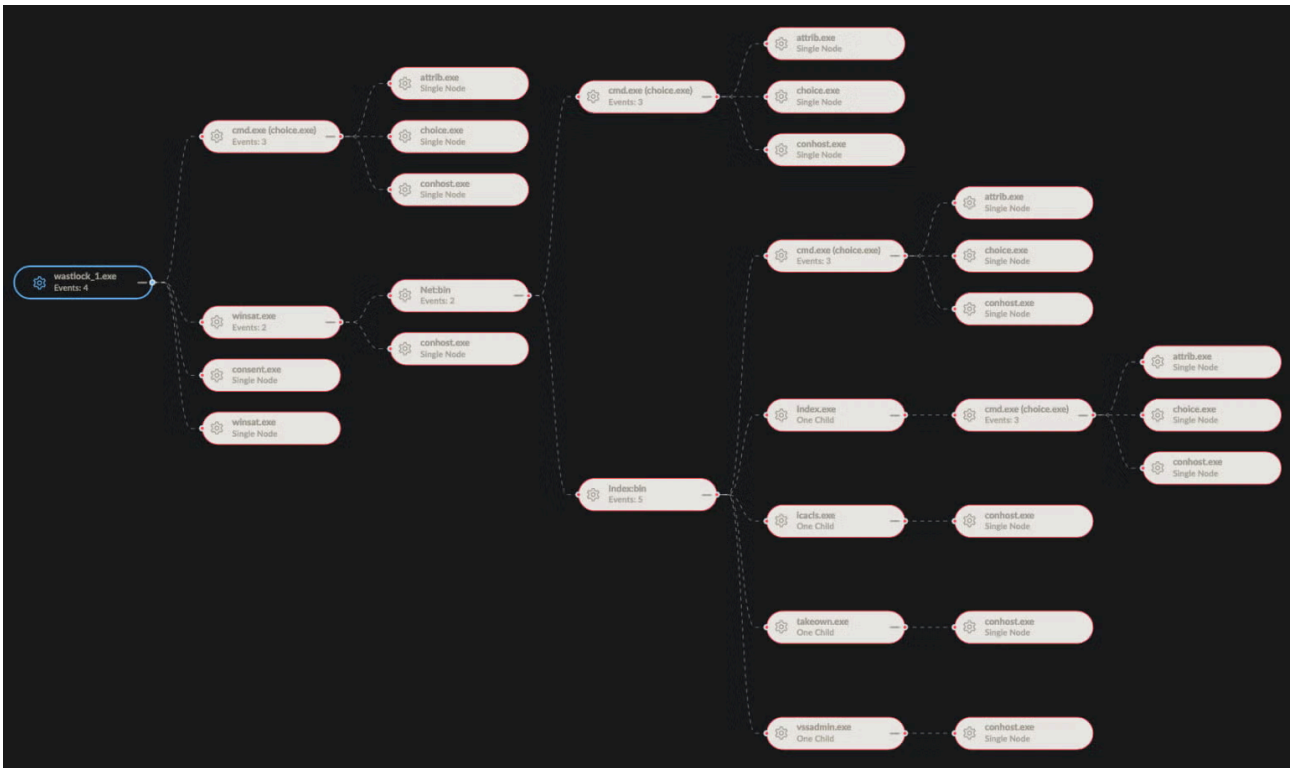 attrib.exe
Single Node
cmd.exe (choice.exe)
Events: 3
choice.exe
Single Node
conhost.exe
Single Node
wastlock_1.exe
Events: 4
winsat.exe
Events: 2
Net:bin
Events: 2
conhost.exe
Single Node
consent.exe
Single Node
winsat.exe
Single Node
cmd.exe (choice.exe)
Events: 3
attrib.exe
Single Node
choice.exe
Single Node
conhost.exe
Single Node
Index:bin
Events: 5
cmd.exe (choice.exe)
Events: 3
attrib.exe
Single Node
choice.exe
Single Node
conhost.exe
Single Node
Index.exe
One Child
cmd.exe (choice.exe)
Events: 3
attrib.exe
Single Node
choice.exe
Single Node
conhost.exe
Single Node
icacls.exe
One Child
conhost.exe
Single Node
takeown.exe
One Child
conhost.exe
Single Node
vssadmin.exe
One Child
conhost.exe
Single Node